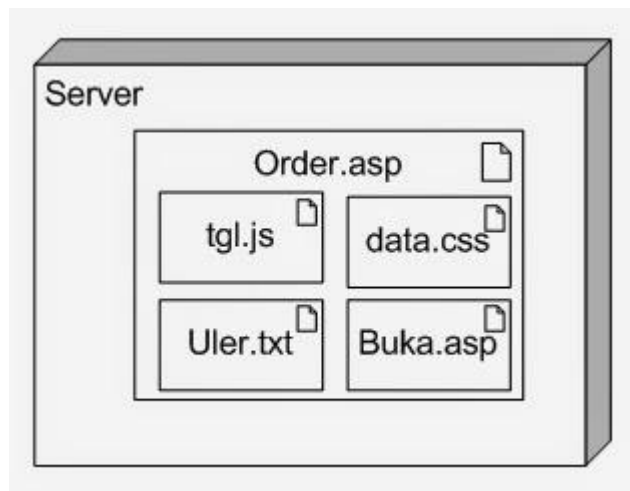 Server
Order.asp
tgl.js
data.css
Uler.txt
Buka.asp